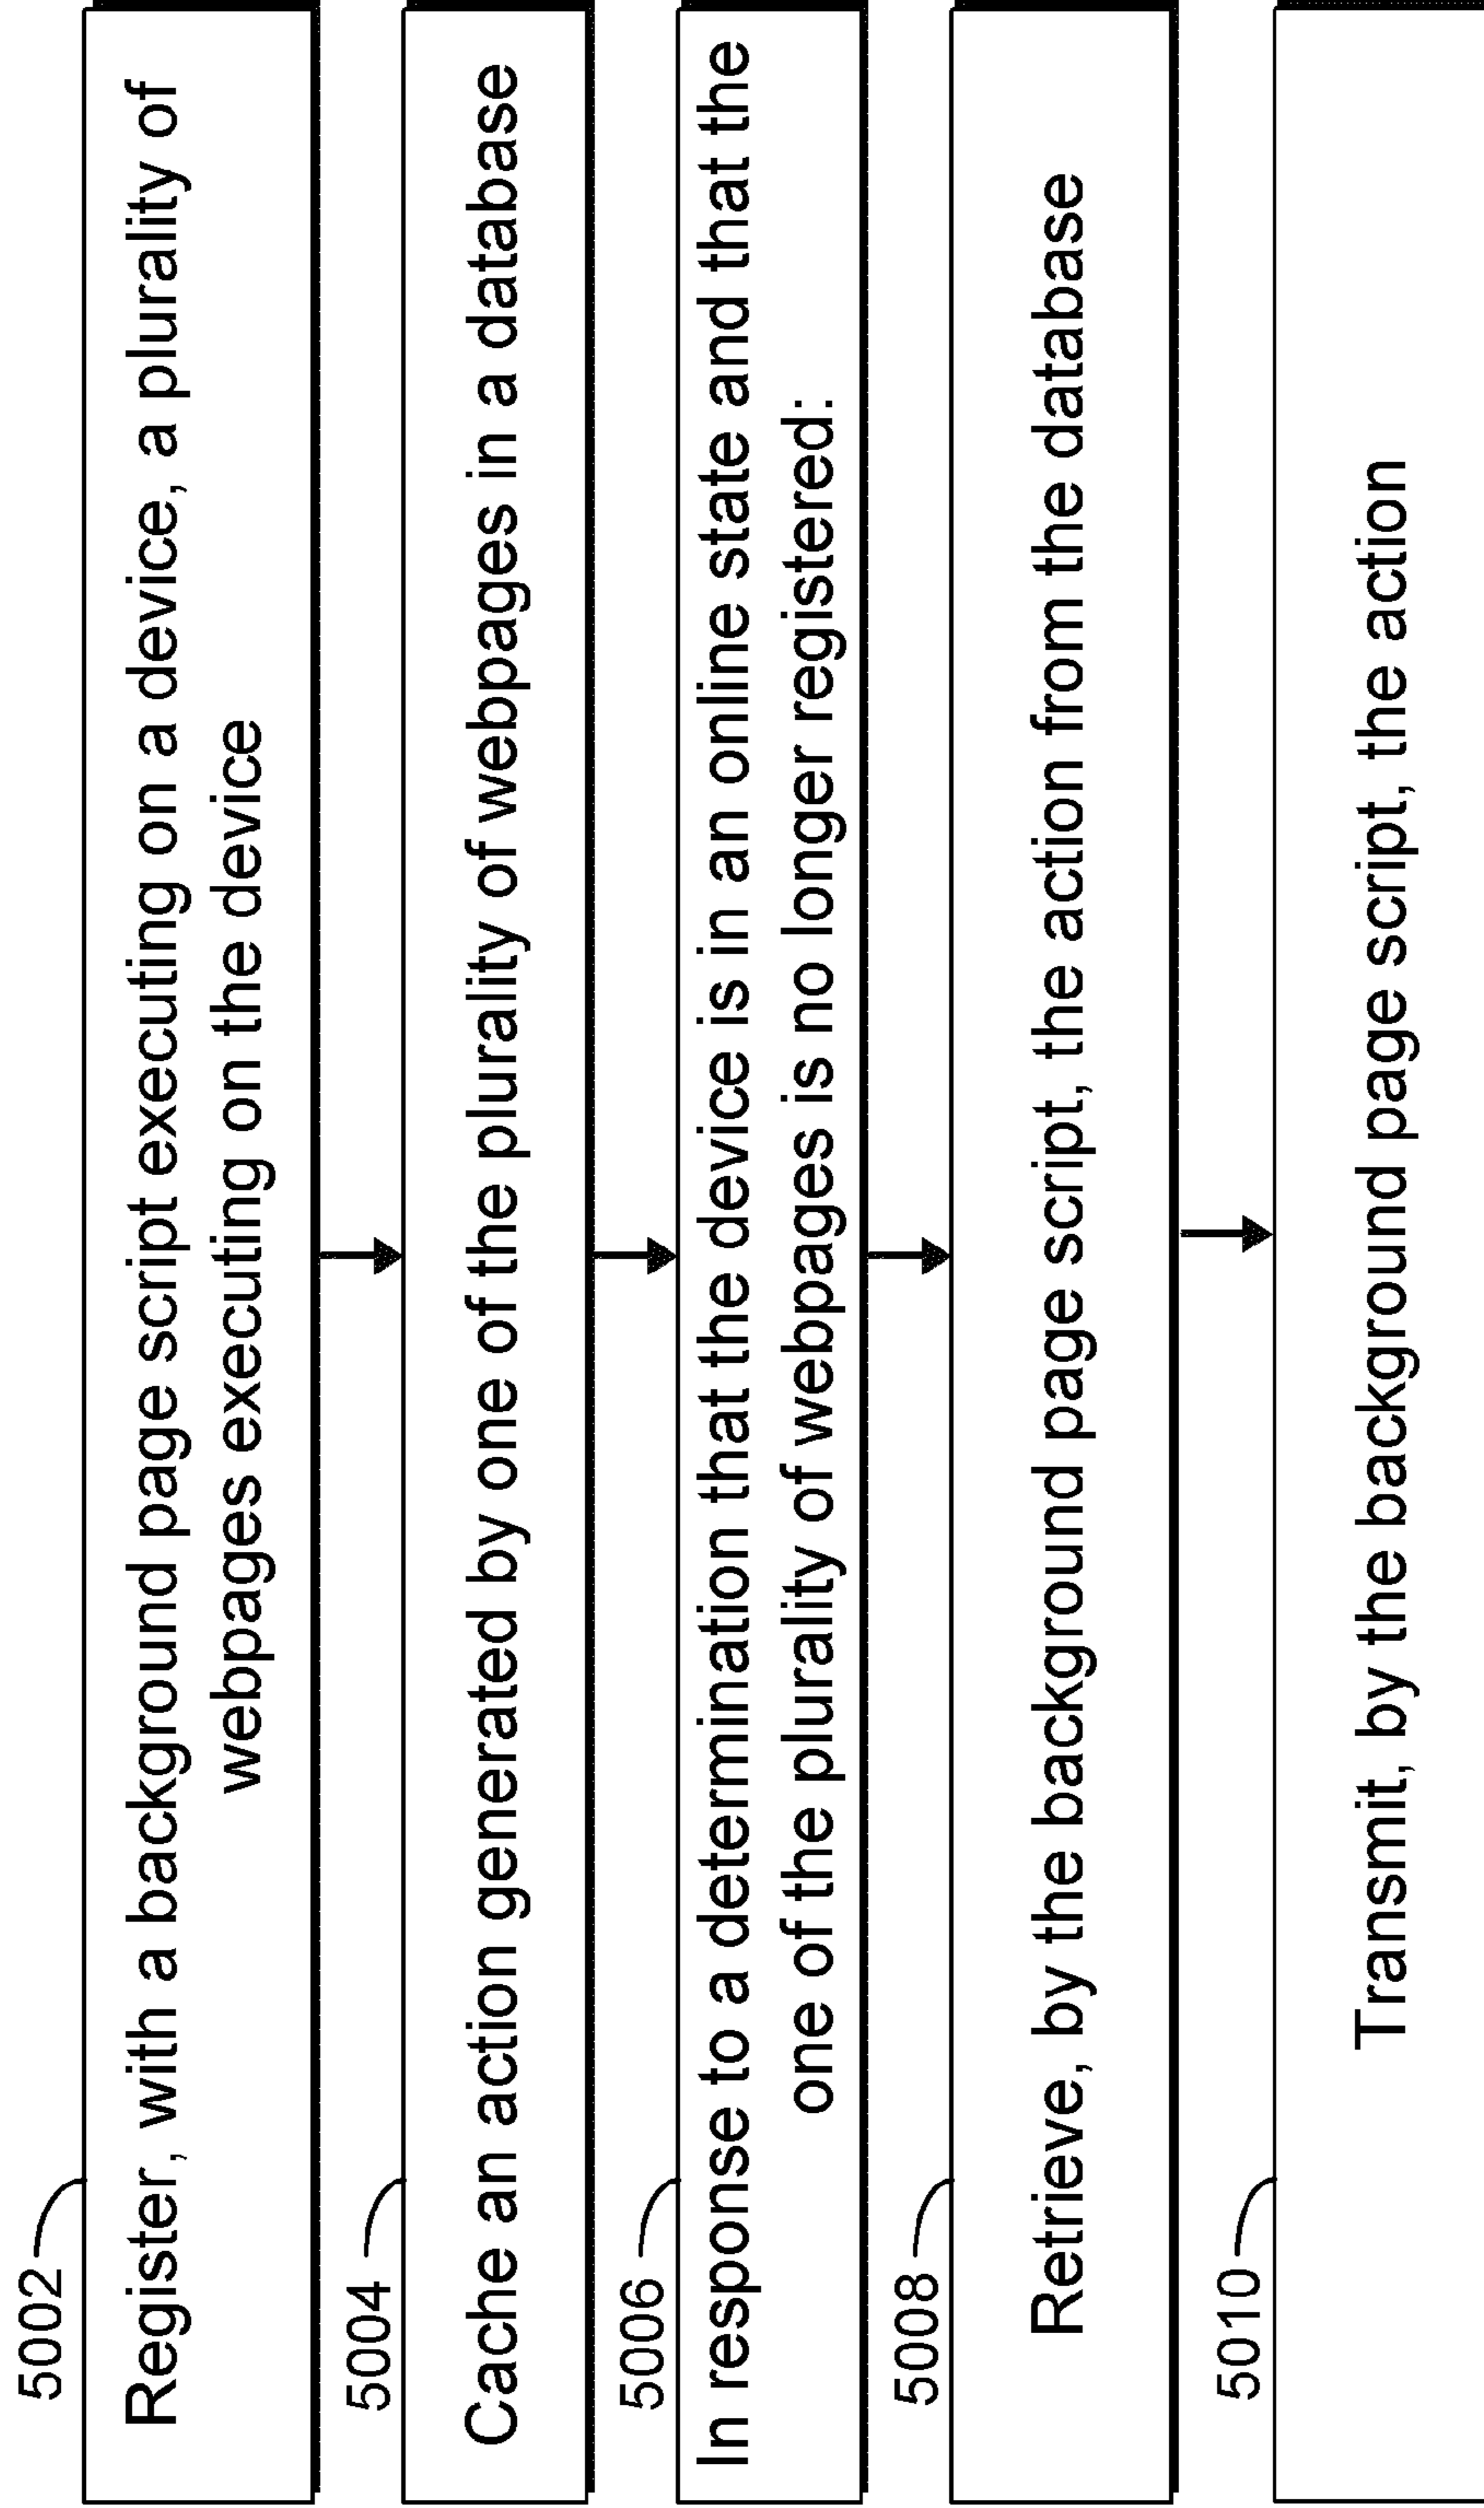 5002
Register, with a background page script executing on a device, a plurality of
webpages executing on the device
5004
Cache an action generated by one of the plurality of webpages in a database
5006
In response to a determination that the device is in an online state and that the
one of the plurality of webpages is no longer registered:
5008
Retrieve, by the background page script, the action from the database
5010
Transmit, by the background page script, the action